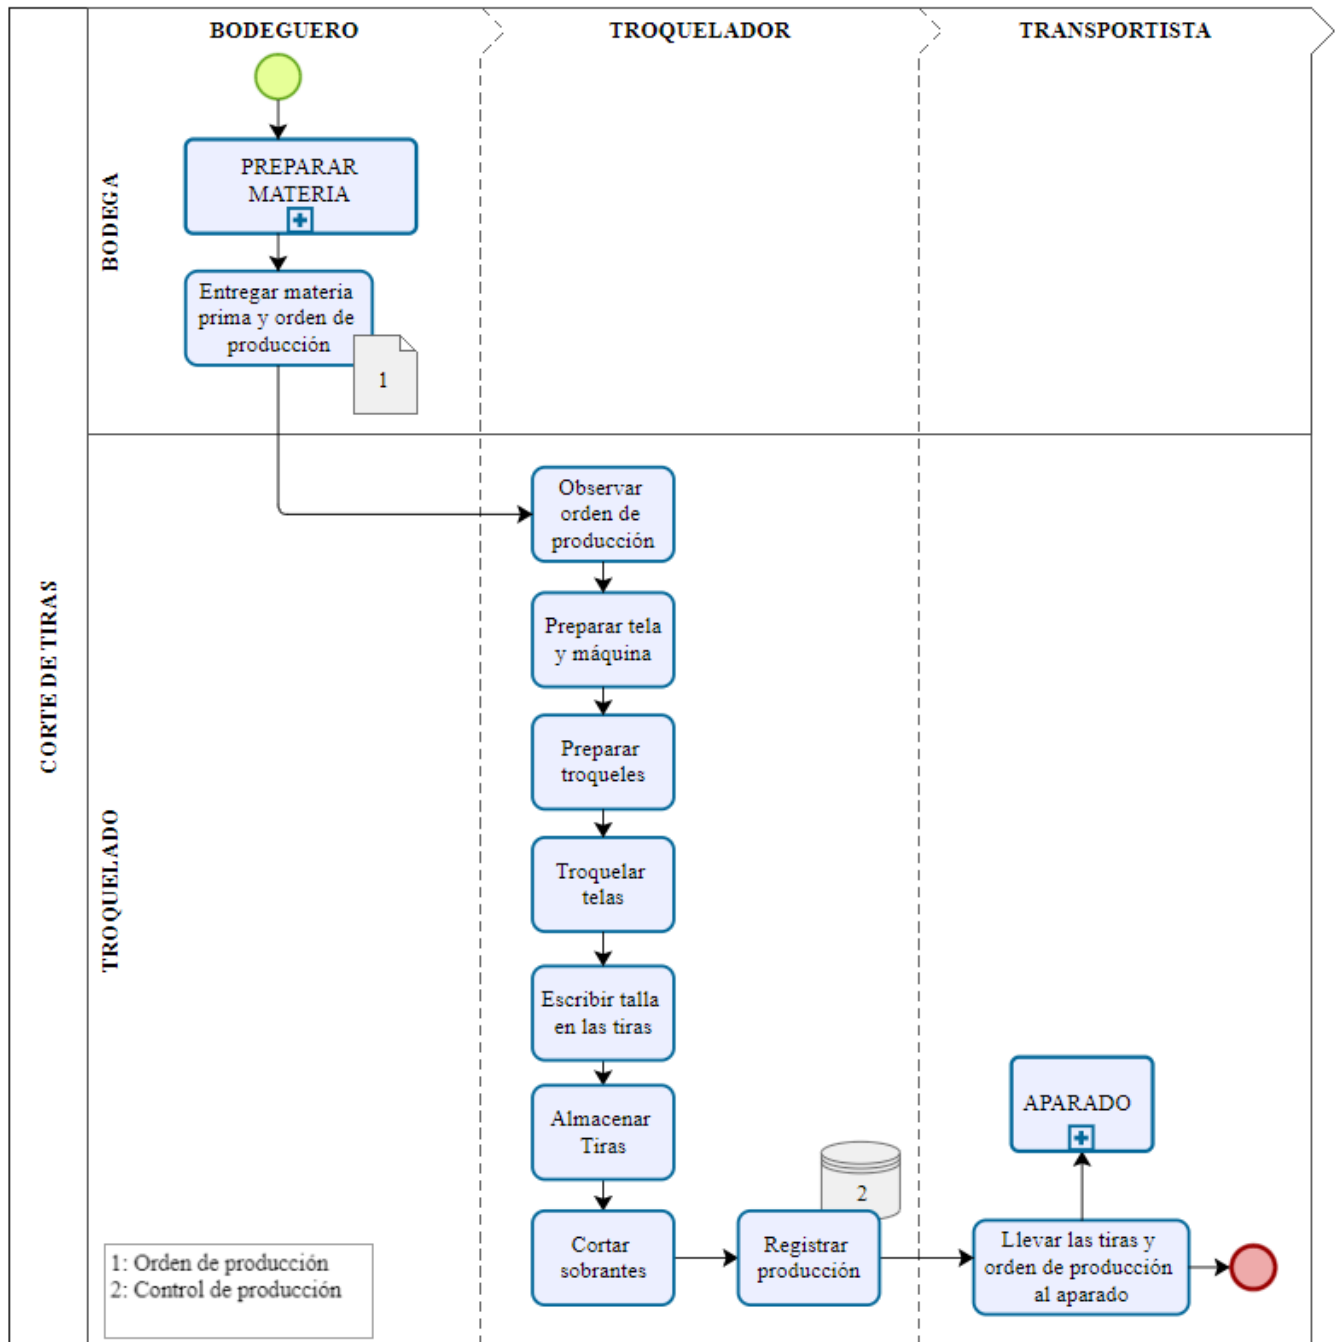 BODEGUERO
TROQUELADOR
TRANSPORTISTA
CORTE DE TIRAS
BODEGA
PREPARAR
MATERIA
Entregar materia
prima y orden de
producción
1
TROQUELADO
Observar
orden de
producción
Preparar tela
y máquina
Preparar
troqueles
Troquelar
telas
Escribir talla
en las tiras
Almacenar
Tiras
Cortar
sobrantes
2
Registrar
producción
APARADO
Llevar las tiras y
orden de producción
al aparado
1: Orden de producción
2: Control de producción